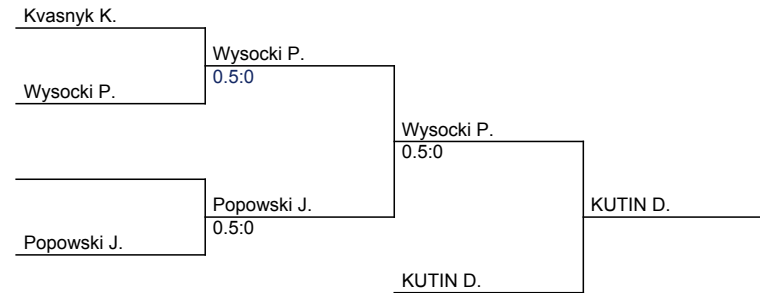 Kvasnyk K.
Wysocki P.
0.5:0
Wysocki P.
Wysocki P.
0.5:0
Popowski J.
0.5:0
KUTIN D.
Popowski J.
KUTIN D.